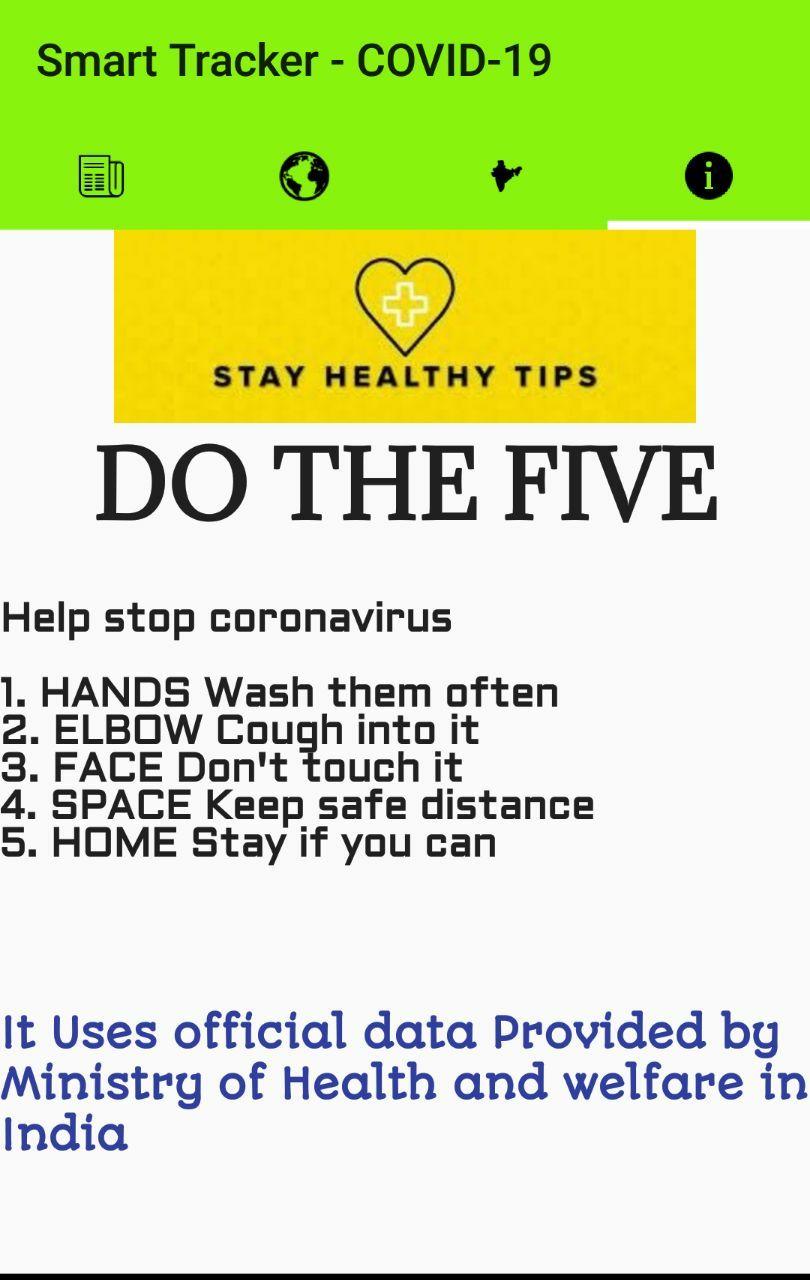 Smart Tracker - COVID-19
STAY HEALTHY TIPS
DO THE FIVE
Help stop coronavirus
1. HANDS Wash them often
2. ELBOW Cough into it
3. FACE Don't touch it
4. SPACE Keep safe distance
5. HOME Stay if you can
It Uses official data Provided by
Ministry of Health and welfare in
India